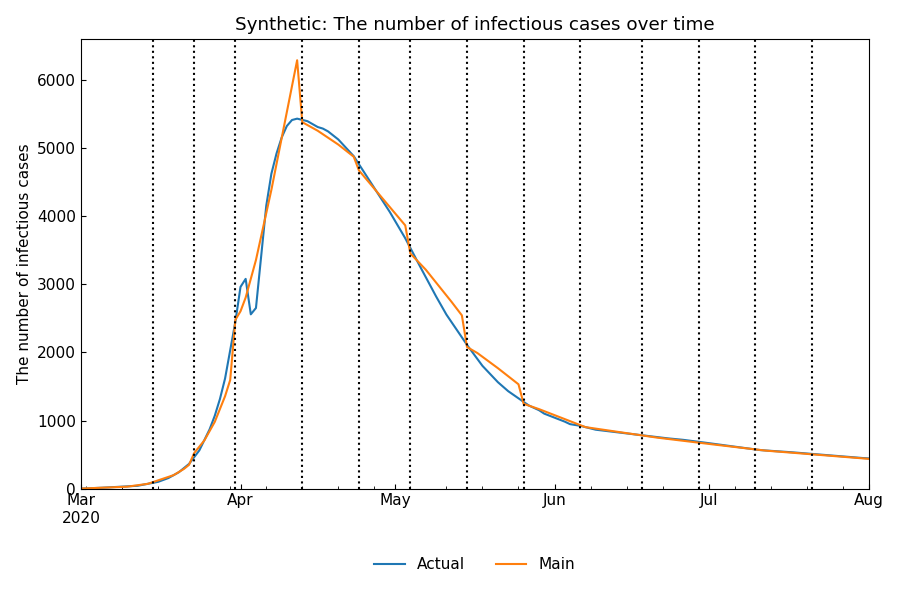 Synthetic: The number of infectious cases over time
The number of infectious cases
6000
5000
4000
3000
2000
1000
0
Mar Apr May Jun Jul Aug
2020
Actual Main